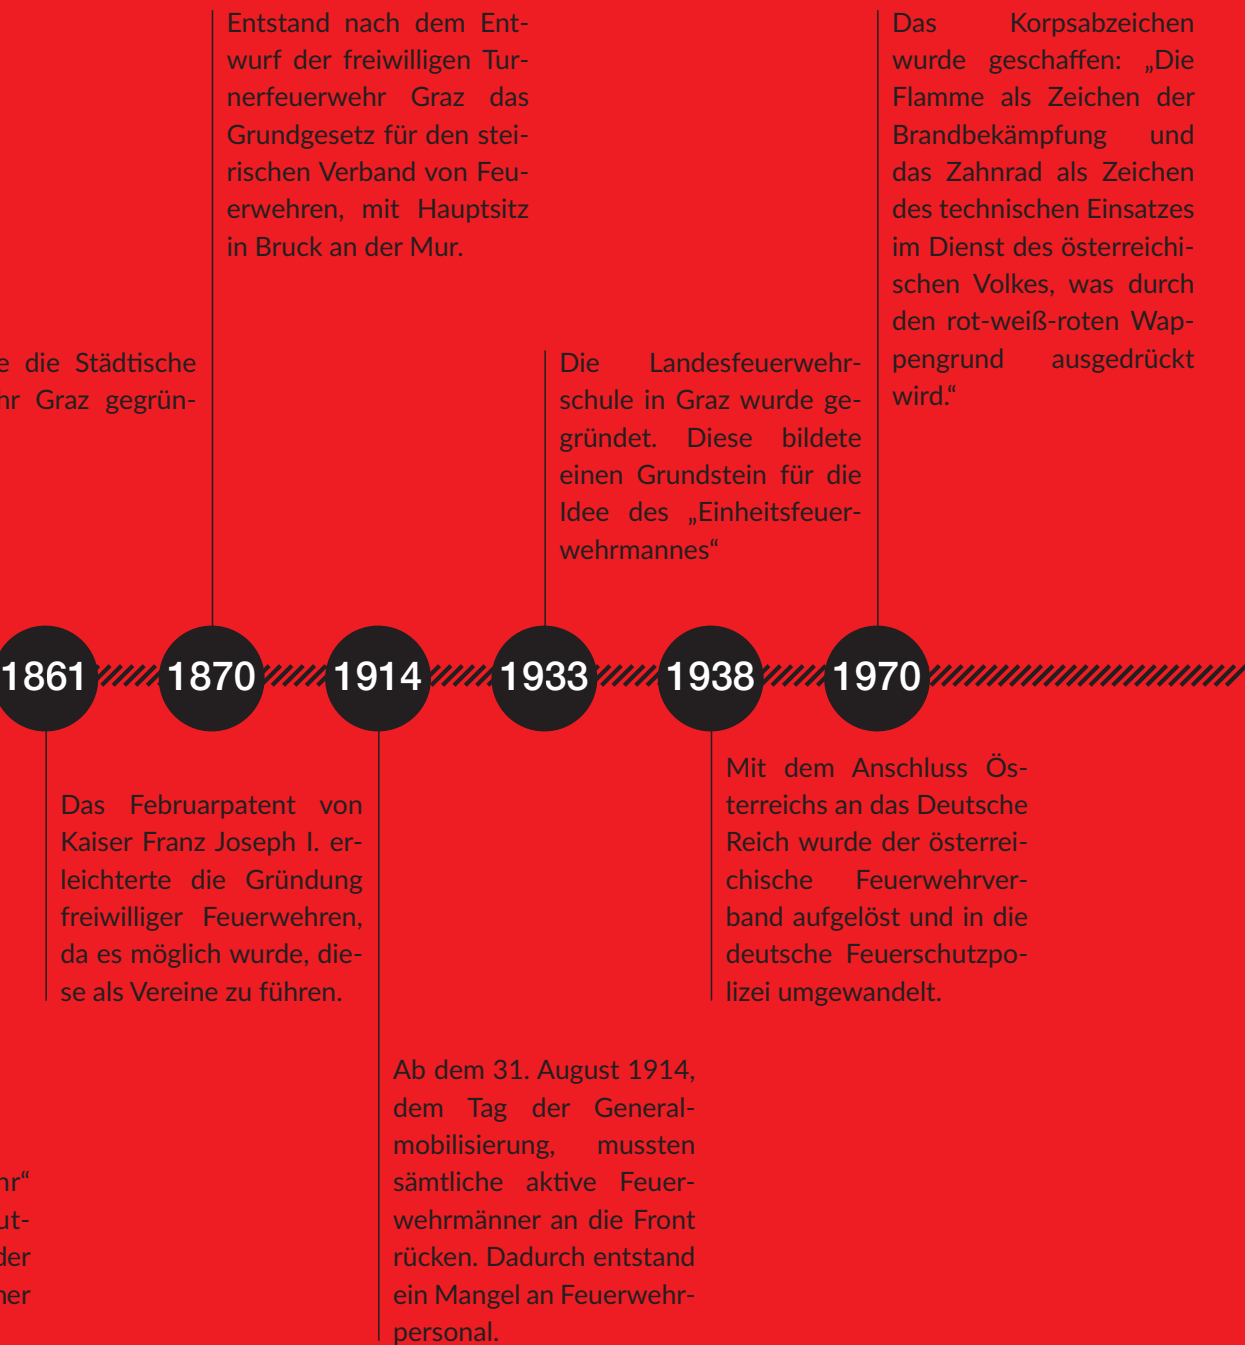 Entstand nach dem Ent-
wurf der freiwilligen Tur-
nerfeuerwehr Graz das
Grundgesetz für den stei-
rischen Verband von Feu-
erwehren, mit Hauptsitz
in Bruck an der Mur.
Das Korpsabzeichen
wurde geschaffen: „Die
Flamme als Zeichen der
Brandbekämpfung und
das Zahnrad als Zeichen
des technischen Einsatzes
im Dienst des österreichi-
schen Volkes, was durch
den rot-weiß-roten Wap-
pengrund ausgedrückt
wird.“
die Städtische
Graz gegrün-
Die Landesfeuerwehr-
schule in Graz wurde ge-
gründet. Diese bildete
einen Grundstein für die
Idee des „Einheitsfeuer-
wehrmannes“
1861 1870 1914 1933 1938 1970
Das Februarpatent von
Kaiser Franz Joseph I. er-
leichterte die Gründung
freiwilliger Feuerwehren,
da es möglich wurde, die-
se als Vereine zu führen.
Mit dem Anschluss Ös-
terreichs an das Deutsche
Reich wurde der österrei-
chische Feuerwehrver-
band aufgelöst und in die
deutsche Feuerschutzpo-
lizei umgewandelt.
Ab dem 31. August 1914,
dem Tag der General-
mobilisierung, mussten
sämtliche aktive Feuer-
wehrmänner an die Front
rücken. Dadurch entstand
ein Mangel an Feuerwehr-
personal.